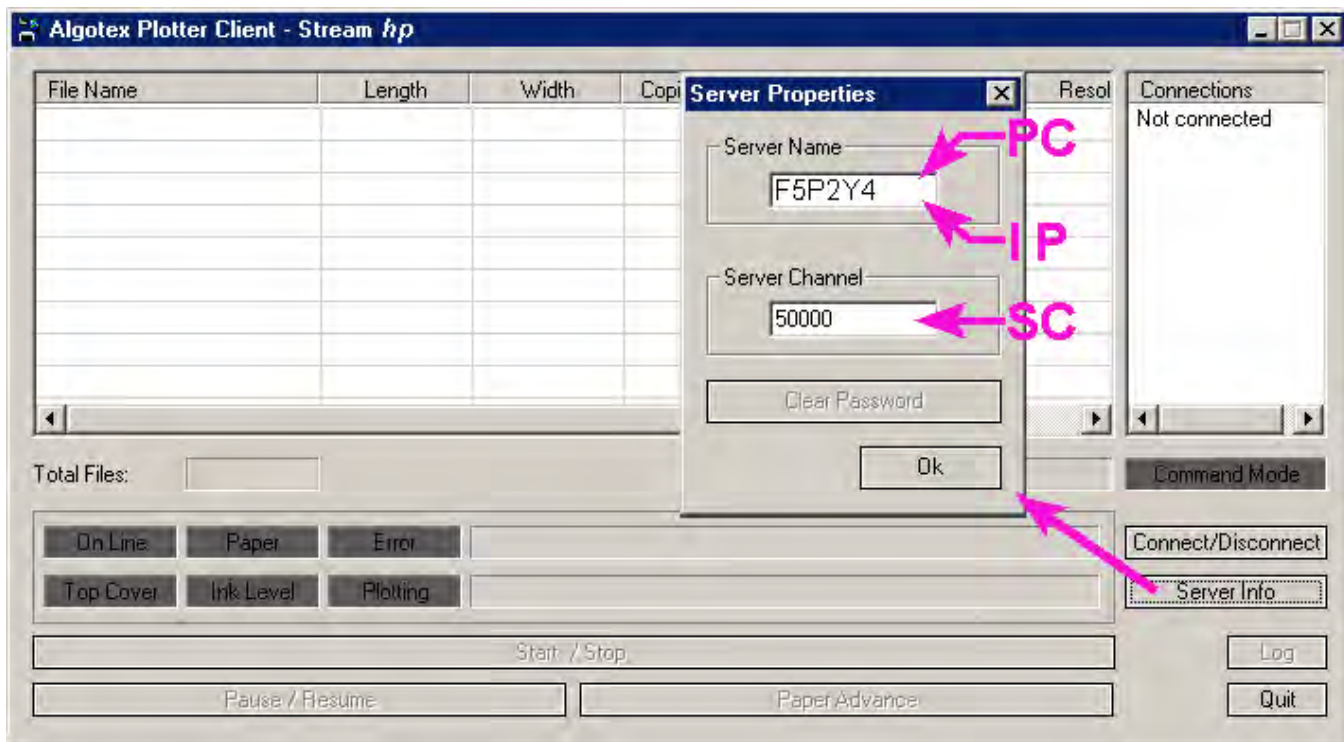 Algotex Plotter Client - Stream hp
File Name Length Width Copi Resol
Connections
Not connected
Server Properties
Server Name
F5P2Y4
PC
I P
Server Channel
50000
SC
Clear Password
Ok
Total Files:
Command Mode
On Line Paper Error
Connect/Disconnect
Top Cover Ink Level Plotting
Server Info
Start / Stop
Log
Pause / Resume Paper Advance
Quit